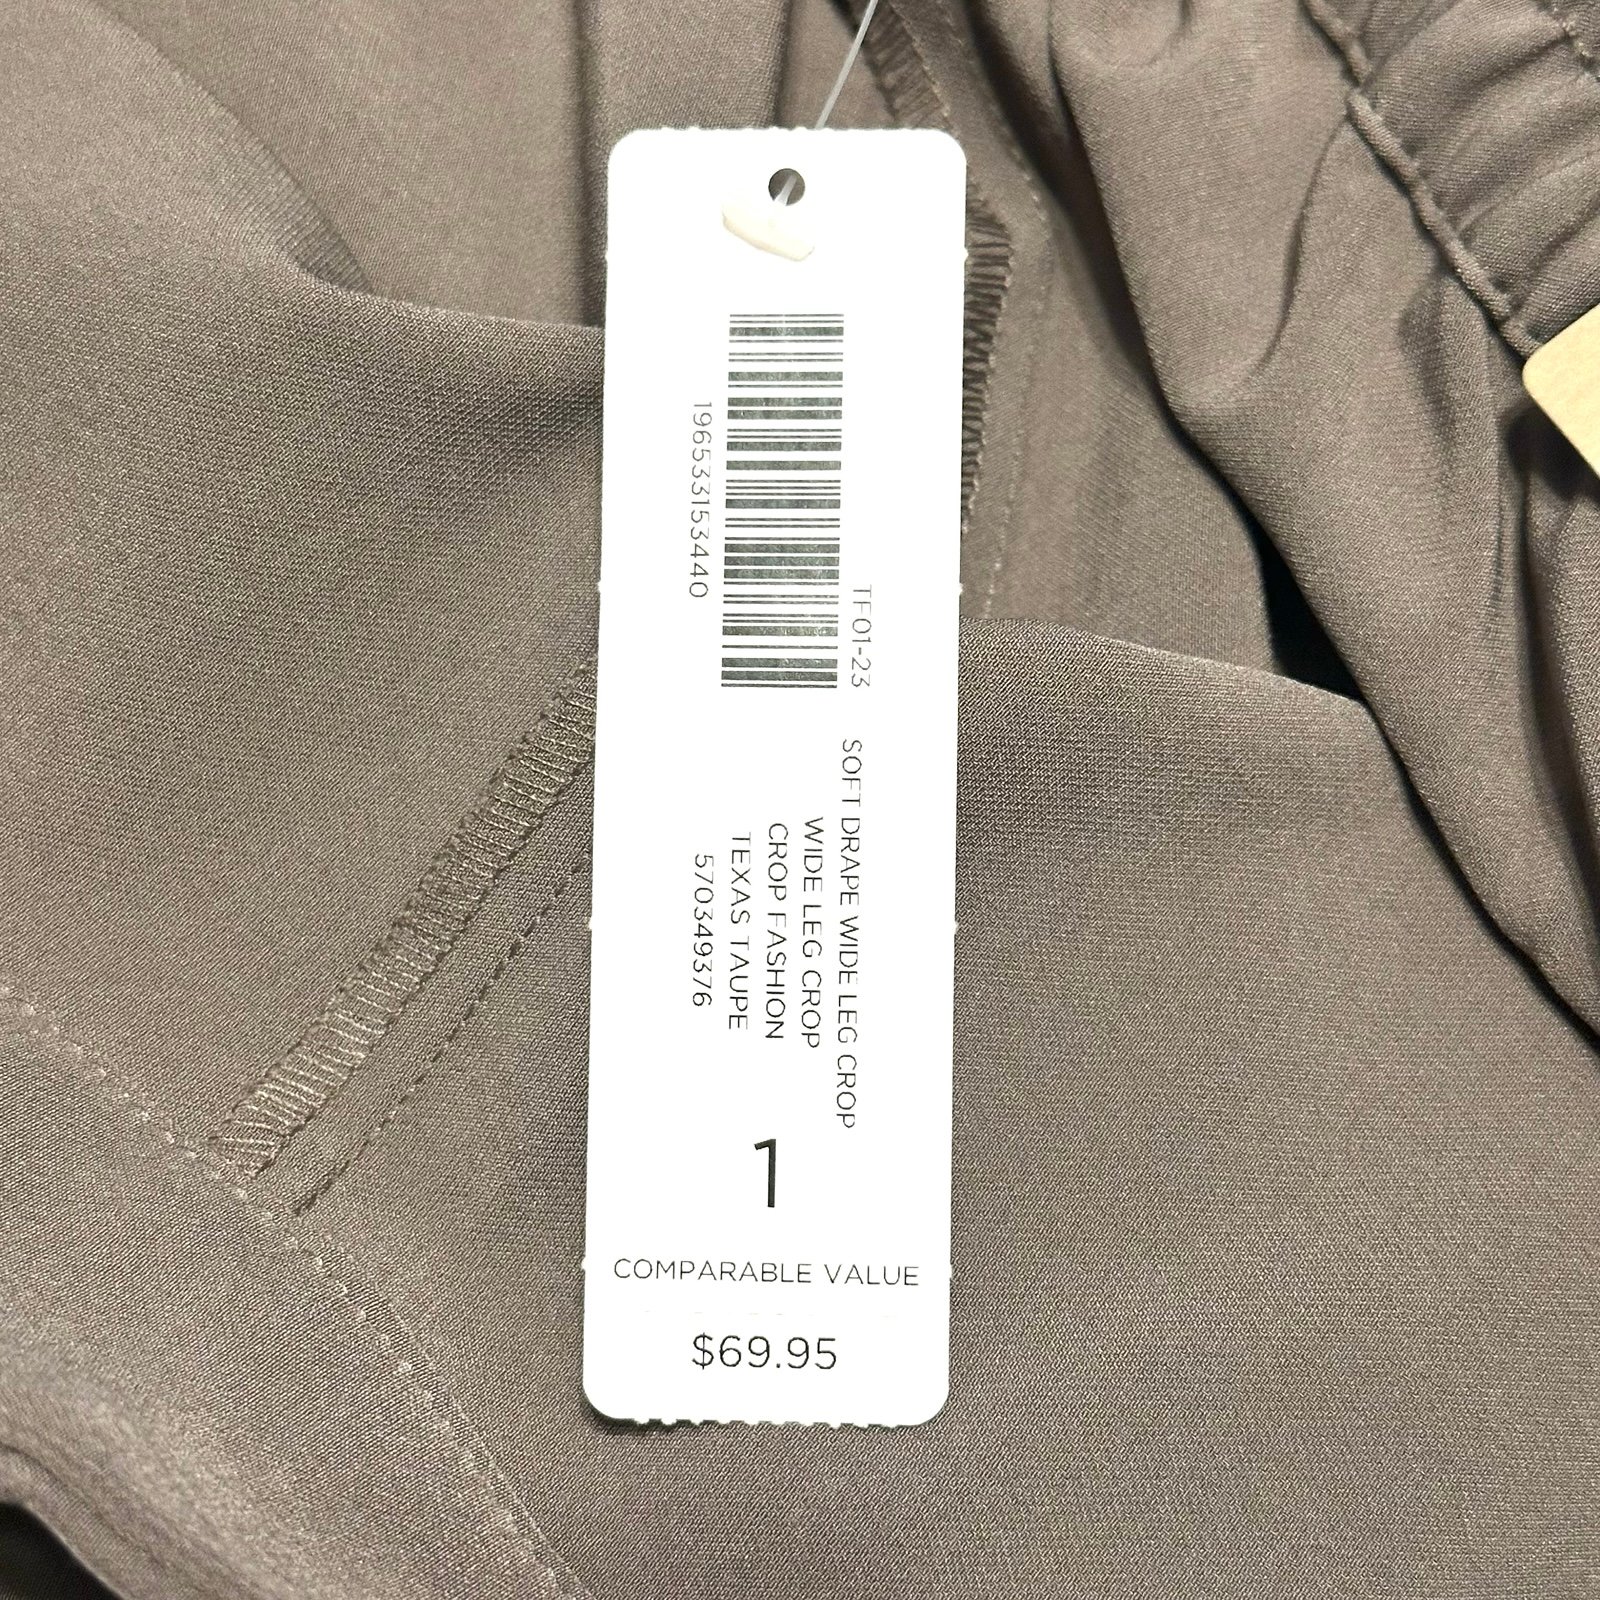 196533153440
TF01-23
SOFT DRAPE WIDE LEG CROP
WIDE LEG CROP
CROP FASHION
TEXAS TAUPE
570349376
1
COMPARABLE VALUE
$69.95